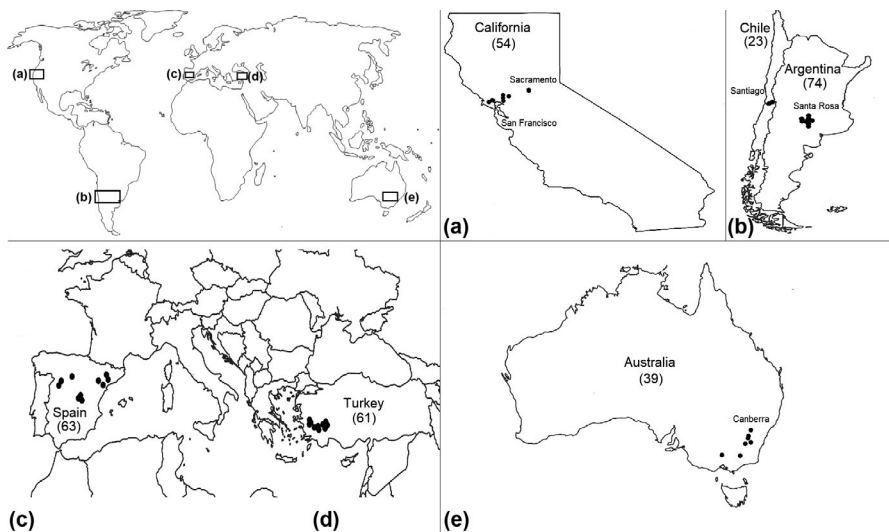 (a)
(b)
(c)
(d)
(e)
California
(54)
Sacramento
San Francisco
(a)
Chile
(23)
Argentina
(74)
Santiago
Santa Rosa
(b)
Spain
(63)
Turkey
(61)
(c)
(d)
Australia
(39)
Canberra
(e)